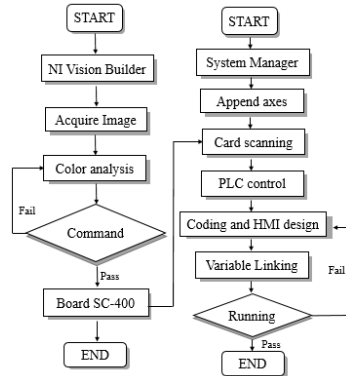 START
NI Vision Builder
Acquire Image
Color analysis
Fail
Command
Pass
Board SC-400
END
START
System Manager
Append axes
Card scanning
PLC control
Coding and HMI design
Variable Linking
Fail
Running
Pass
END